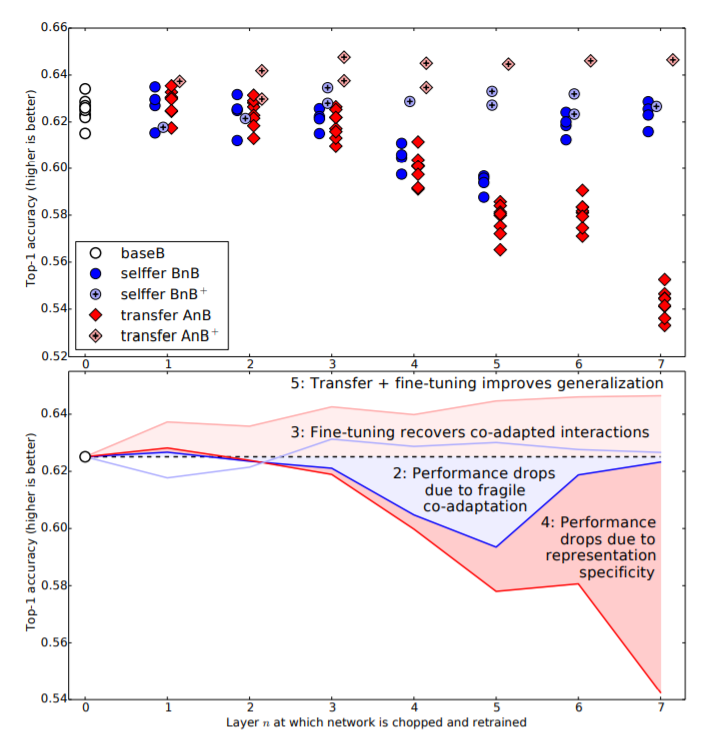 0.66
0.64
0.62
0.60
0.58
0.56
0.54
0.52
Top-1 accuracy (higher is better)
baseB
selffer BnB
selffer BnB+
transfer AnB
transfer AnB+
0 1 2 3 4 5 6 7
5: Transfer + fine-tuning improves generalization
3: Fine-tuning recovers co-adapted interactions
2: Performance drops
due to fragile
co-adaptation
4: Performance
drops due to
representation
specificity
0.64
0.62
0.60
0.58
0.56
0.54
Top-1 accuracy (higher is better)
0 1 2 3 4 5 6 7
Layer n at which network is chopped and retrained